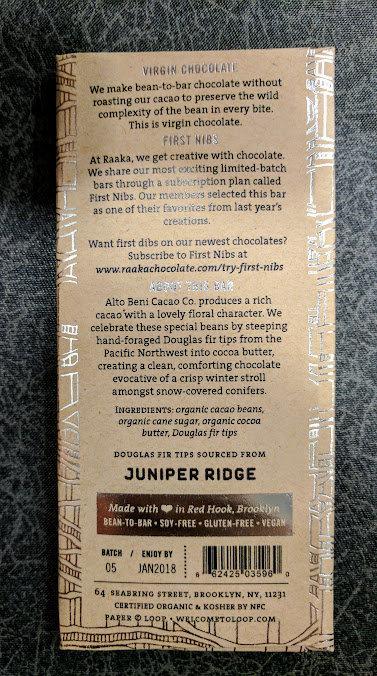 VIRGIN CHOCOLATE
We make bean-to-bar chocolate without
roasting our cacao to preserve the wild
complexity of the bean in every bite.
This is virgin chocolate.
FIRST NIBS
At Raaka, we get creative with chocolate.
We share our most exciting limited-batch
bars through a subscription plan called
First Nibs. Our members selected this bar
as one of their favorites from last year's
creations.
Want first dibs on our newest chocolates?
Subscribe to First Nibs at
www.raakachocolate.com/try-first-nibs
ABOUT THIS BAR
Alto Beni Cacao Co. produces a rich
cacao with a lovely floral character. We
celebrate these special beans by steeping
hand-foraged Douglas fir tips from the
Pacific Northwest into cocoa butter,
creating a clean, comforting chocolate
evocative of a crisp winter stroll
amongst snow-covered conifers.
INGREDIENTS: organic cacao beans,
organic cane sugar, organic cocoa
butter, Douglas fir tips
DOUGLAS FIR TIPS SOURCED FROM
JUNIPER RIDGE
Made with ❤ in Red Hook, Brooklyn
BEAN-TO-BAR • SOY-FREE • GLUTEN-FREE • VEGAN
BATCH / ENJOY BY
05 JAN2018
6 62425 03596 0
64 SEABRING STREET, BROOKLYN, NY, 11231
CERTIFIED ORGANIC & KOSHER BY NFC
PAPER © LOOP • WELCOMETOLOOP.COM